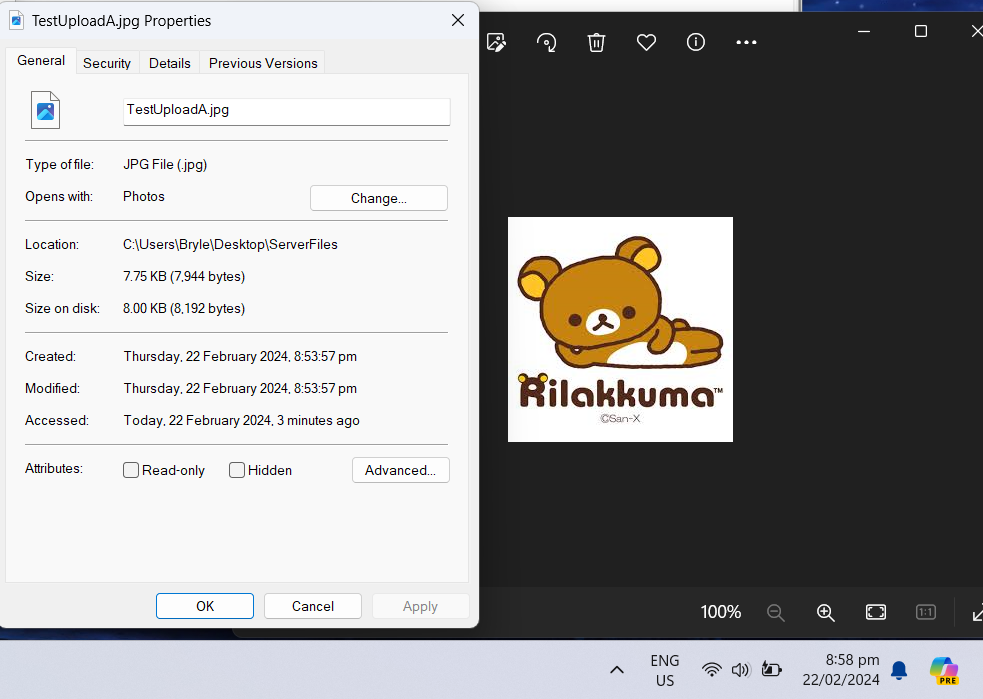 TestUploadA.jpg Properties
General Security Details Previous Versions
TestUploadA.jpg
Type of file: JPG File (.jpg)
Opens with: Photos Change...
Location: C:\Users\Bryle\Desktop\ServerFiles
Size: 7.75 KB (7,944 bytes)
Size on disk: 8.00 KB (8,192 bytes)
Created: Thursday, 22 February 2024, 8:53:57 pm
Modified: Thursday, 22 February 2024, 8:53:57 pm
Accessed: Today, 22 February 2024, 3 minutes ago
Attributes: Read-only Hidden Advanced...
OK Cancel Apply
Rilakkuma™
©San-X
100% 1:1
ENG
US
8:58 pm
22/02/2024
PRE